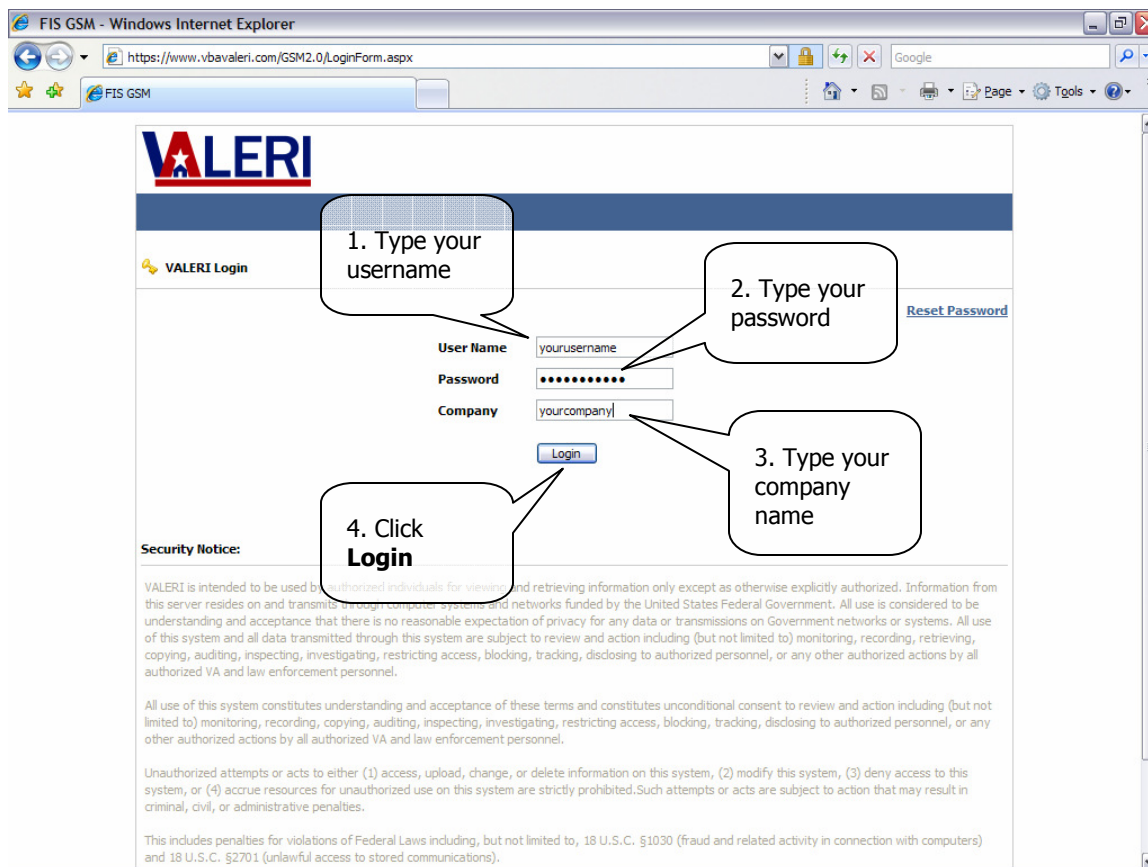 FIS GSM - Windows Internet Explorer
https://www.vbavaleri.com/GSM2.0/LoginForm.aspx
Google
FIS GSM
Page
Tools
VALERI
1. Type your
username
VALERI Login
2. Type your
password
Reset Password
User Name yourusername
Password •••••••••••
Company yourcompany
Login
3. Type your
company
name
4. Click
Login
Security Notice:
VALERI is intended to be used by authorized individuals for viewing and retrieving information only except as otherwise explicitly authorized. Information from
this server resides on and transmits through computer systems and networks funded by the United States Federal Government. All use is considered to be
understanding and acceptance that there is no reasonable expectation of privacy for any data or transmissions on Government networks or systems. All use
of this system and all data transmitted through this system are subject to review and action including (but not limited to) monitoring, recording, retrieving,
copying, auditing, inspecting, investigating, restricting access, blocking, tracking, disclosing to authorized personnel, or any other authorized actions by all
authorized VA and law enforcement personnel.
All use of this system constitutes understanding and acceptance of these terms and constitutes unconditional consent to review and action including (but not
limited to) monitoring, recording, copying, auditing, inspecting, investigating, restricting access, blocking, tracking, disclosing to authorized personnel, or any
other authorized actions by all authorized VA and law enforcement personnel.
Unauthorized attempts or acts to either (1) access, upload, change, or delete information on this system, (2) modify this system, (3) deny access to this
system, or (4) accrue resources for unauthorized use on this system are strictly prohibited.Such attempts or acts are subject to action that may result in
criminal, civil, or administrative penalties.
This includes penalties for violations of Federal Laws including, but not limited to, 18 U.S.C. §1030 (fraud and related activity in connection with computers)
and 18 U.S.C. §2701 (unlawful access to stored communications).